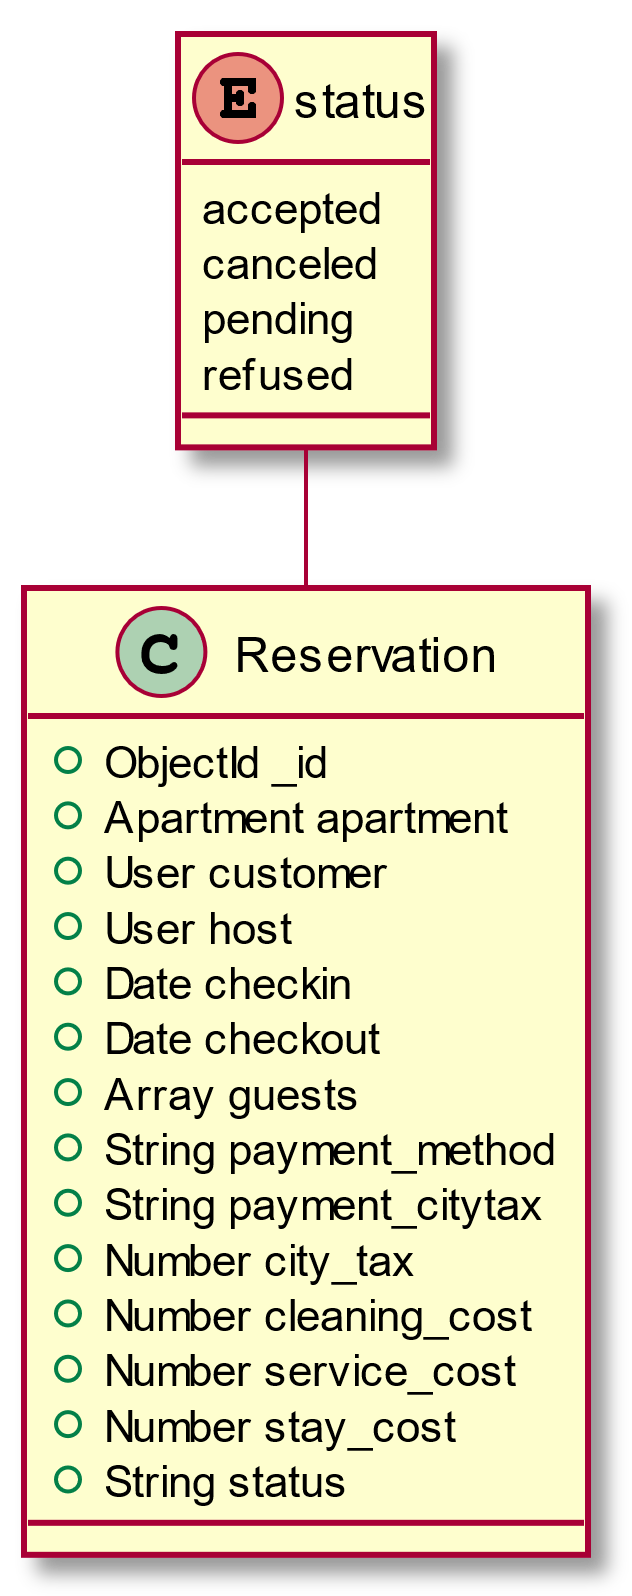 E status
accepted
canceled
pending
refused
C Reservation
ObjectId _id
Apartment apartment
User customer
User host
Date checkin
Date checkout
Array guests
String payment_method
String payment_citytax
Number city_tax
Number cleaning_cost
Number service_cost
Number stay_cost
String status